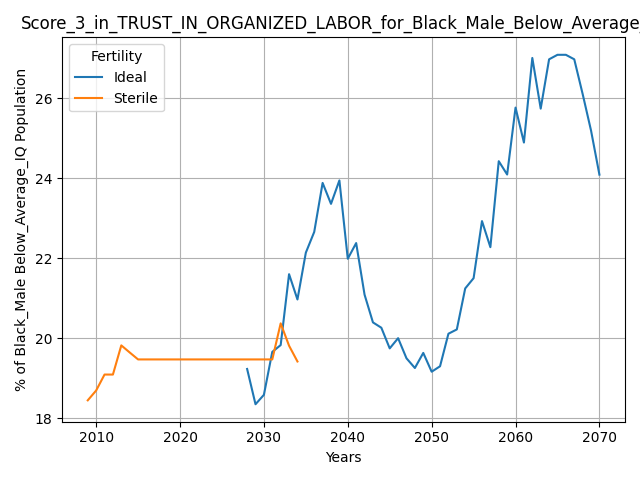 Score_3_in_TRUST_IN_ORGANIZED_LABOR_for_Black_Male_Below_Average_
Fertility
Ideal
Sterile
% of Black_Male Below_Average_IQ Population
26
24
22
20
18
2010 2020 2030 2040 2050 2060 2070
Years